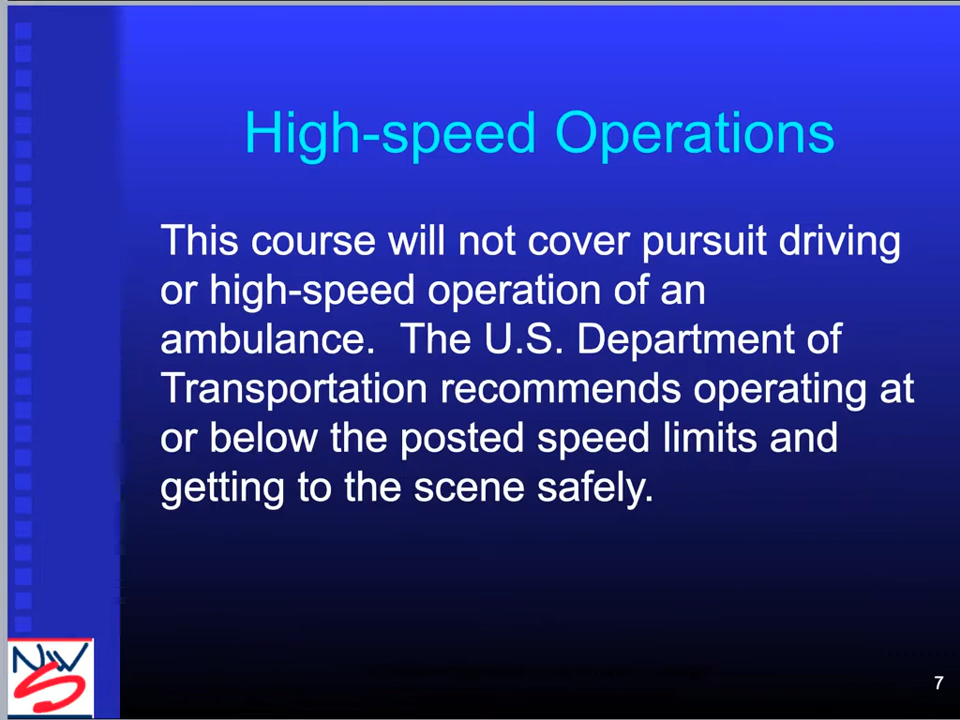 High-speed Operations
This course will not cover pursuit driving
or high-speed operation of an
ambulance.  The U.S. Department of
Transportation recommends operating at
or below the posted speed limits and
getting to the scene safely.
NW
S
7